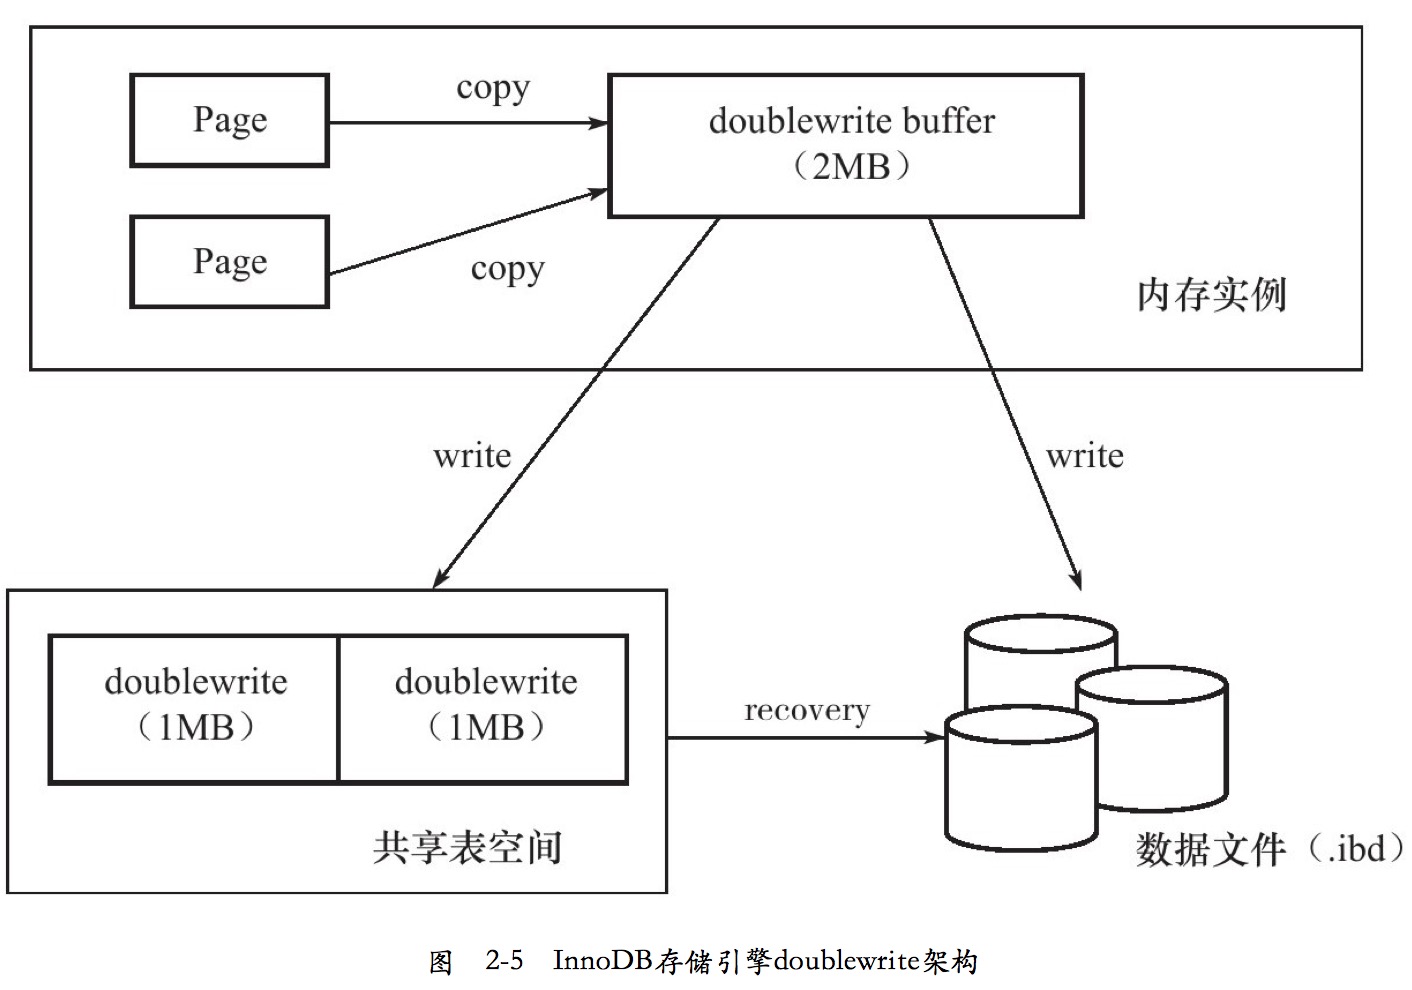 copy
Page
doublewrite buffer
（2MB）
Page
copy
内存实例
write
write
doublewrite
（1MB）
doublewrite
（1MB）
recovery
共享表空间
数据文件（.ibd）
图 2-5 InnoDB存储引擎doublewrite架构